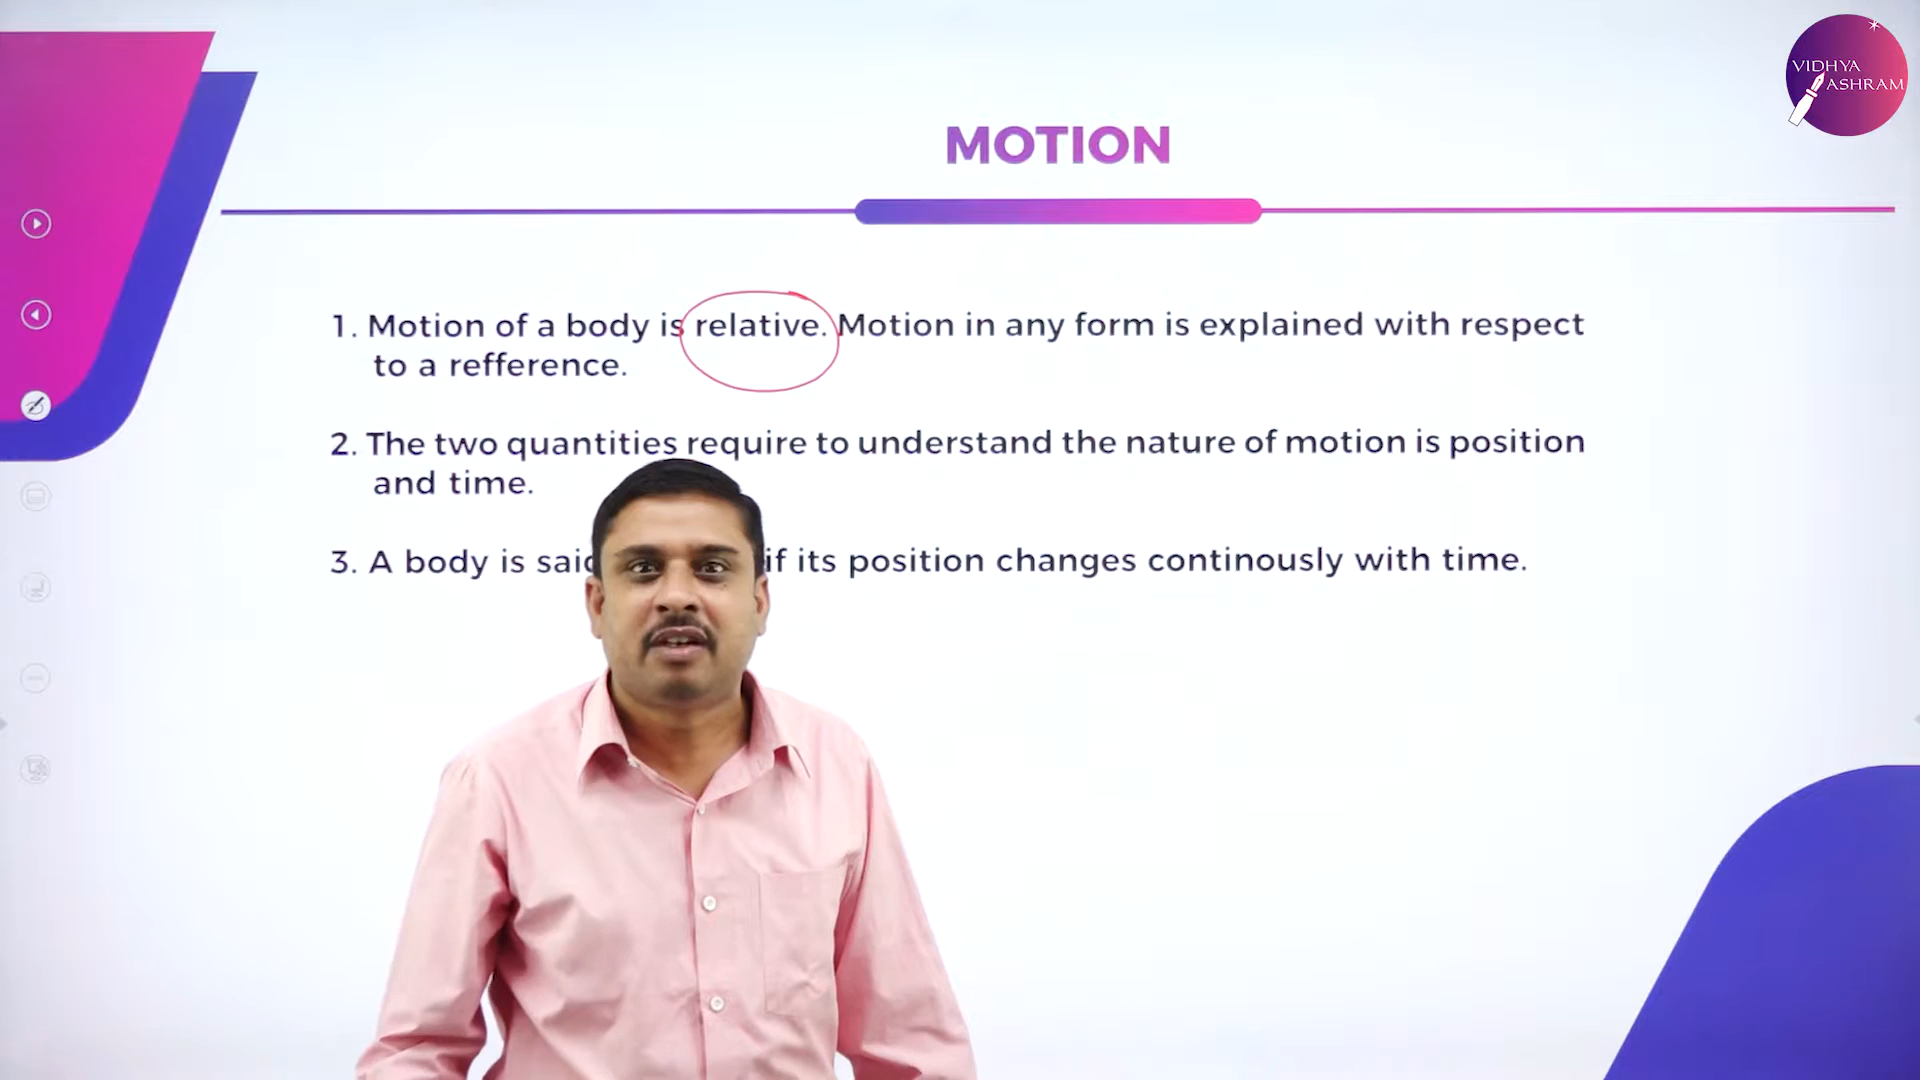 VIDHYA
ASHRAM
MOTION
1. Motion of a body is relative. Motion in any form is explained with respect
to a refference.
2. The two quantities require to understand the nature of motion is position
and time.
3. A body is said if its position changes continously with time.